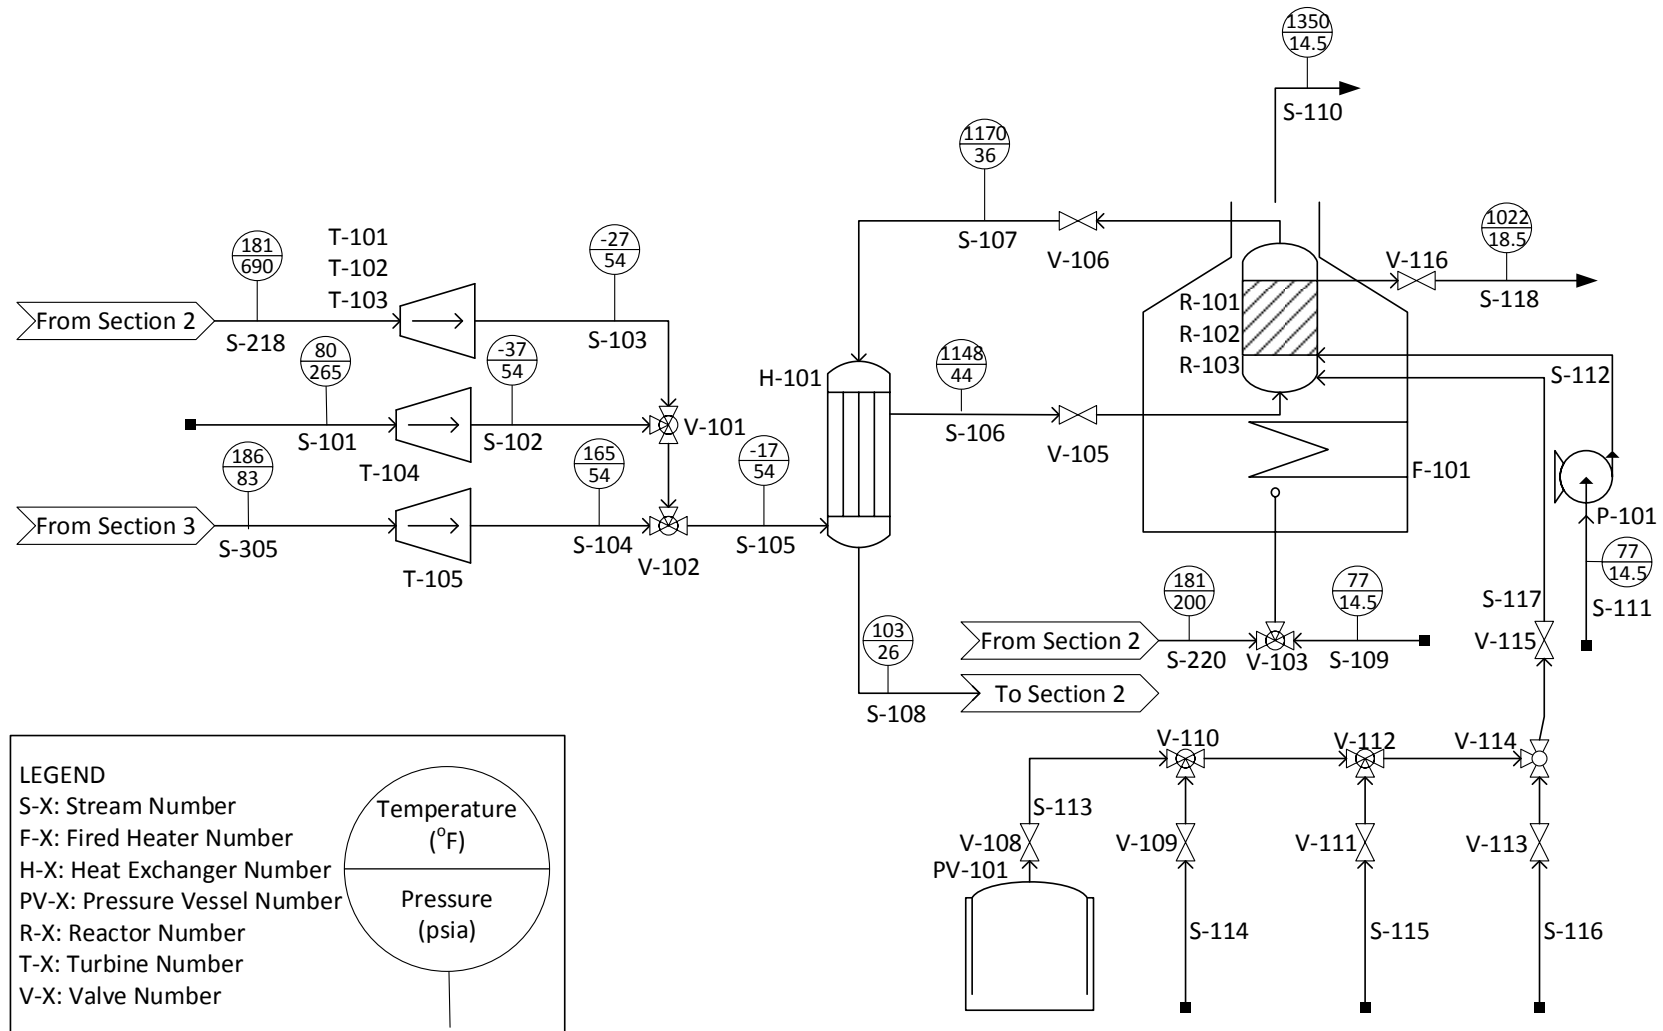 1350
14.5
S-110
1170
36
S-107
V-106
1022
18.5
V-116
S-118
181
690
T-101
T-102
T-103
-27
54
From Section 2
S-218
S-103
R-101
R-102
R-103
80
265
-37
54
S-101
S-102
T-104
V-101
H-101
1148
44
S-106
V-105
S-112
F-101
186
83
165
54
-17
54
From Section 3
S-305
T-105
S-104
V-102
S-105
P-101
77
14.5
S-111
181
200
77
14.5
S-117
V-115
103
26
From Section 2
S-220
V-103
S-109
To Section 2
S-108
V-110
V-112
V-114
S-113
V-108
V-109
V-111
V-113
PV-101
S-114
S-115
S-116
LEGEND
S-X: Stream Number
F-X: Fired Heater Number
H-X: Heat Exchanger Number
PV-X: Pressure Vessel Number
R-X: Reactor Number
T-X: Turbine Number
V-X: Valve Number
Temperature
(°F)
Pressure
(psia)